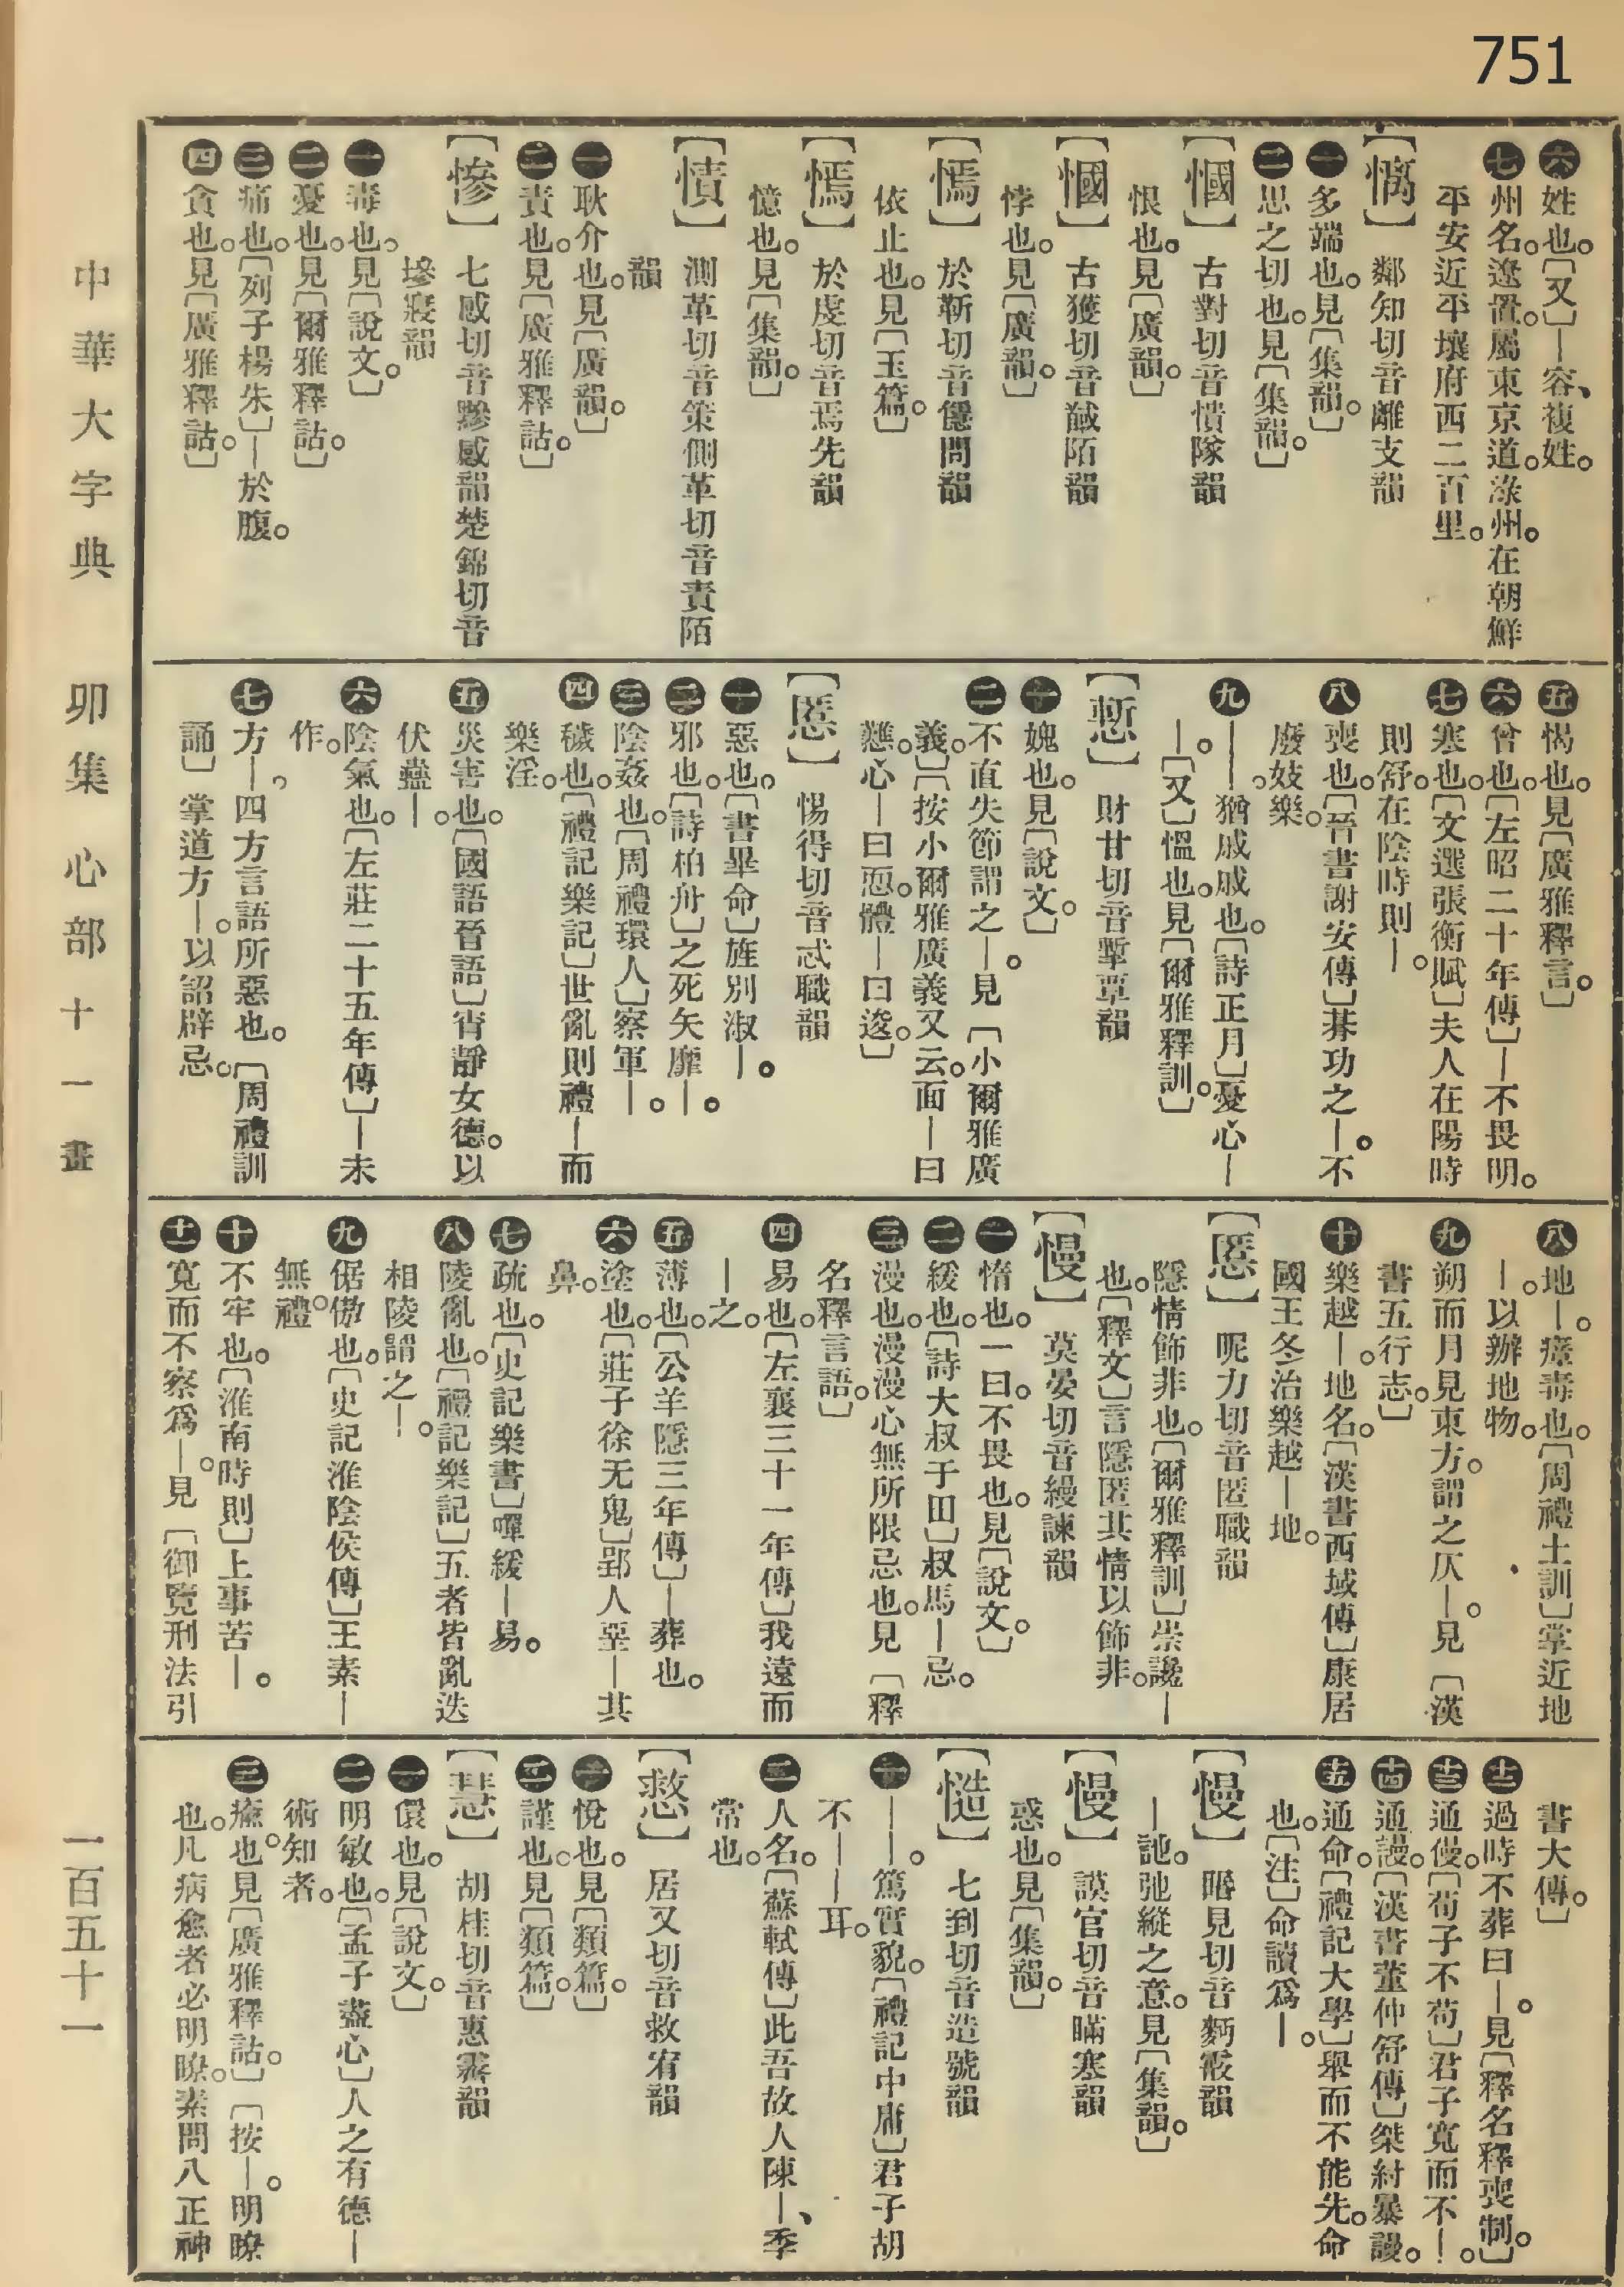 751
六姓也。〔又〕—容、複姓。
七州名。遼置。屬東京道。淥州。在朝鮮
平安近平壤府西二百里。
【㒧】鄰知切音離支韻
一多端也。見〔集韻。〕
二思之切也。見〔集韻。〕
【慖】古對切音憒隊韻
恨也。見〔廣韻。〕
【慖】古獲切音馘陌韻
悖也。見〔廣韻。〕
【㥼】於靳切音㒚問韻
依止也。見〔玉篇。〕
【㥼】於虔切音焉先韻
憶也。見〔集韻。〕
【㥽】測革切音策側革切音責陌
韻
一耿介也。見〔廣韻。〕
二責也。見〔廣雅釋詁。〕
【慘】七感切音黲感韻楚錦切音
墋寢韻
一毒也。見〔說文。〕
二憂也。見〔爾雅釋詁。〕
三痛也。〔列子楊朱〕—於腹。
四貪也。見〔廣雅釋詁。〕
五愒也。見〔廣雅釋言。〕
六曾也。〔左昭二十年傳〕—不畏明。
七寒也。〔文選張衡賦〕夫人在陽時
則舒。在陰時則—。
八喪也。〔晉書謝安傳〕朞功之—。不
廢妓樂。
九——。猶戚戚也。〔詩正月〕憂心—
—。〔又〕慍也。見〔爾雅釋訓。〕
【慙】財甘切音蹔覃韻
十媿也。見〔說文。〕
二不直失節謂之—。見〔小爾雅廣
義。〕〔按小爾雅廣義又云。面—曰
戁。心—曰恧。體—曰逡。〕
【慝】惕得切音忒職韻
一惡也。〔書畢命〕旌別淑—。
二邪也。〔詩柏舟〕之死矢靡—。
三陰姦也。〔周禮環人〕察軍—。
四穢也。〔禮記樂記〕世亂則禮—而
樂淫。
五災害也。〔國語晉語〕宵靜女德。以
伏蠱—。
六陰氣也。〔左莊二十五年傳〕—未
作。
七方—。四方言語所惡也。〔周禮訓
誦〕掌道方—。以詔辟忌。
八地—。瘴毒也。〔周禮土訓〕掌近地
—。以辦地物。
九朔而月見東方。謂之仄—。見〔漢
書五行志。〕
十樂越—。地名。〔漢書西域傳〕康居
國王冬治樂越—地。
【慝】昵力切音匿職韻
隱情飾非也。〔爾雅釋訓〕崇讒—
也。〔釋文〕言隱匿其情以飾非。
【慢】莫晏切音縵諫韻
一惰也。一曰。不畏也。見〔說文。〕
二緩也。〔詩大叔于田〕叔馬—忌。
三漫也。漫漫心無所限忌也。見〔釋
名釋言語。〕
四易也。〔左襄三十一年傳〕我遠而
—之。
五薄也。〔公羊隱三年傳〕—葬也。
六塗也。〔莊子徐无鬼〕郢人堊—其
鼻。
七疏也。〔史記樂書〕嘽緩—易。
八陵亂也。〔禮記樂記〕五者皆亂迭
相陵謂之—。
九倨傲也。〔史記淮陰侯傳〕王素—
無禮。
十不牢也。〔淮南時則〕上事苦—。
十一寬而不察爲—。見〔御覽刑法引
書大傳。〕
十二過時不葬曰—。見〔釋名釋喪制。〕
十三通僈。〔荀子不苟〕君子寬而不—。
十四通謾。〔漢書董仲舒傳〕桀紂暴謾。
十五通命。〔禮記大學〕舉而不能先。命
也。〔注〕命讀爲—。
【慢】眠見切音麪霰韻
—訑。弛縱之意。見〔集韻。〕
【慢】謨官切音瞞寒韻
惑也。見〔集韻。〕
【慥】七到切音造號韻
一——。篤實貌。〔禮記中庸〕君子胡
不——耳。
二人名。〔蘇軾傳〕此吾故人陳—、季
常也。
【慦】居又切音救宥韻
一悅也。見〔類篇。〕
二謹也。見〔類篇。〕
【慧】胡桂切音惠霽韻
一儇也。見〔說文。〕
二明敏也。〔孟子盡心〕人之有德—
術知者。
三瘉也。見〔廣雅釋詁。〕〔按—。明瞭
也。凡病愈者必明瞭。素問八正神
中華大字典 卯集 心部 十一畫
一百五十一